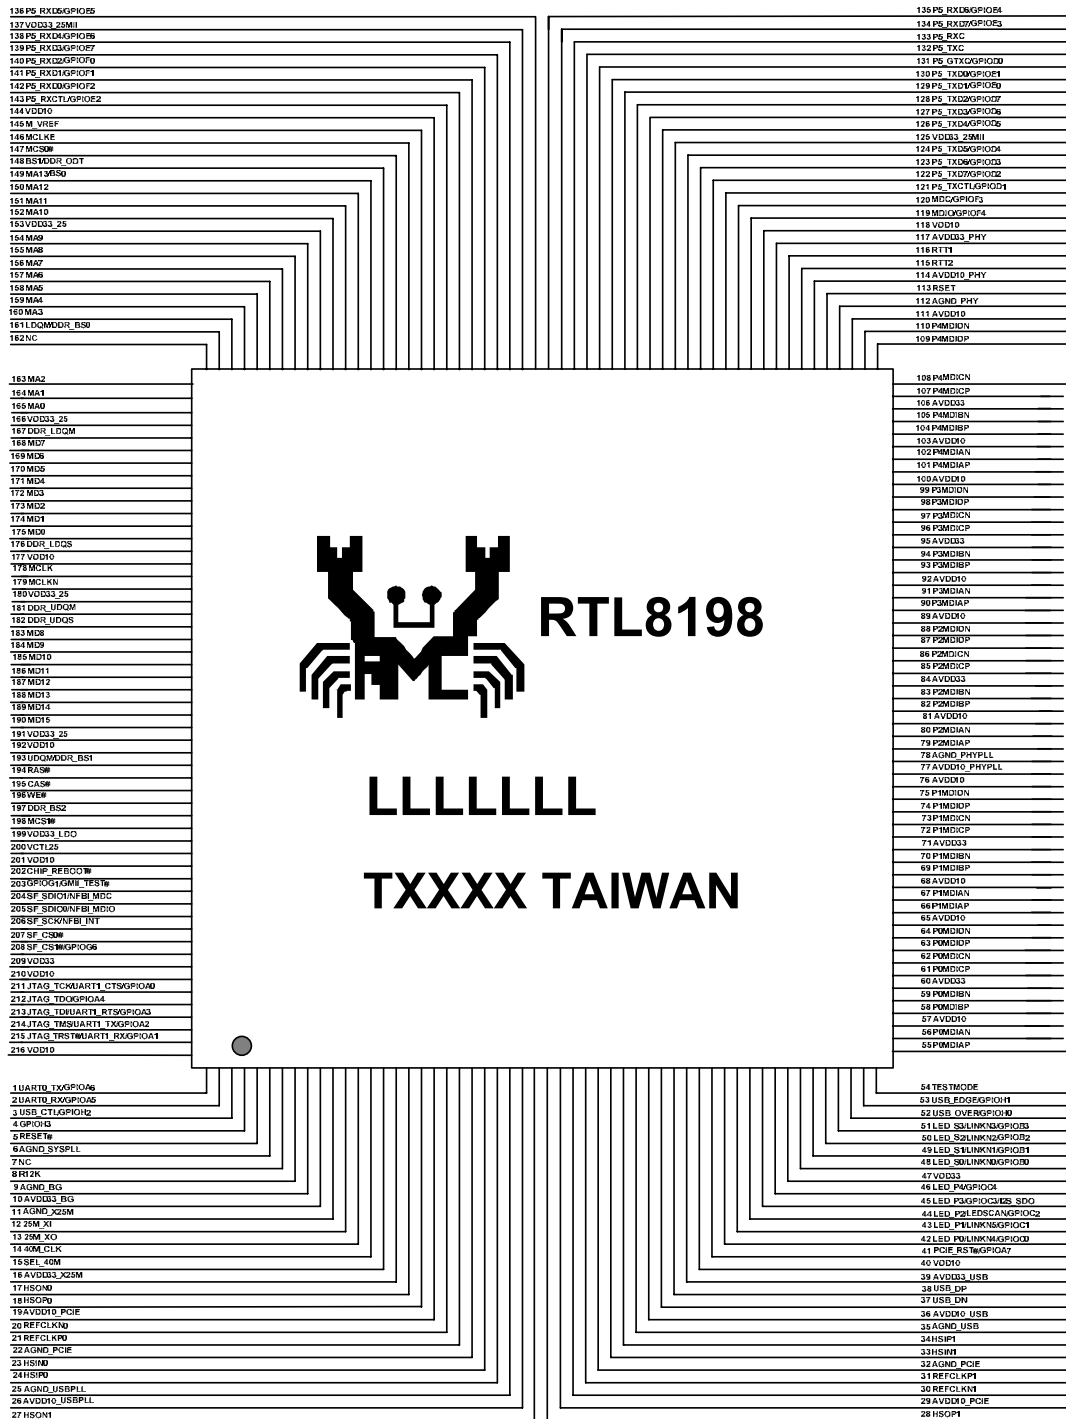 136 P5_RXD5/GPIOE5
137 VDD33_25MII
138 P5_RXD4/GPIOE6
139 P5_RXD3/GPIOE7
140 P5_RXD2/GPIOF0
141 P5_RXD1/GPIOF1
142 P5_RXD0/GPIOF2
143 P5_RXCTL/GPIOE2
144 VDD10
145 M_VREF
146 MCLKE
147 MCS0#
148 BS1/DDR_ODT
149 MA13/BS0
150 MA12
151 MA11
152 MA10
153 VDD33_25
154 MA9
155 MA8
156 MA7
157 MA6
158 MA5
159 MA4
160 MA3
161 LDQM/DDR_BS0
162 NC
135 P5_RXD6/GPIOE4
134 P5_RXD7/GPIOE3
133 P5_RXC
132 P5_TXC
131 P5_GTXC/GPIOD0
130 P5_TXD0/GPIOE1
129 P5_TXD1/GPIOE0
128 P5_TXD2/GPIOD7
127 P5_TXD3/GPIOD6
126 P5_TXD4/GPIOD5
125 VDD33_25MII
124 P5_TXD5/GPIOD4
123 P5_TXD6/GPIOD3
122 P5_TXD7/GPIOD2
121 P5_TXCTL/GPIOD1
120 MDC/GPIOF3
119 MDIO/GPIOF4
118 VDD10
117 AVDD33_PHY
116 RTT1
115 RTT2
114 AVDD10_PHY
113 RSET
112 AGND_PHY
111 AVDD10
110 P4MDIDN
109 P4MDIDP
163 MA2
164 MA1
165 MA0
166 VDD33_25
167 DDR_LDQM
168 MD7
169 MD6
170 MD5
171 MD4
172 MD3
173 MD2
174 MD1
175 MD0
176 DDR_LDQS
177 VDD10
178 MCLK
179 MCLKN
180 VDD33_25
181 DDR_UDQM
182 DDR_UDQS
183 MD8
184 MD9
185 MD10
186 MD11
187 MD12
188 MD13
189 MD14
190 MD15
191 VDD33_25
192 VDD10
193 UDQM/DDR_BS1
194 RAS#
195 CAS#
196 WE#
197 DDR_BS2
198 MCS1#
199 VDD33_LDO
200 VCTL25
201 VDD10
202 CHIP_REBOOT#
203 GPIOG1/GMII_TEST#
204 SF_SDIO1/NFBI_MDC
205 SF_SDIO0/NFBI_MDIO
206 SF_SCK/NFBI_INT
207 SF_CS0#
208 SF_CS1#/GPIOG6
209 VDD33
210 VDD10
211 JTAG_TCK/UART1_CTS/GPIOA0
212 JTAG_TDO/GPIOA4
213 JTAG_TDI/UART1_RTS/GPIOA3
214 JTAG_TMS/UART1_TX/GPIOA2
215 JTAG_TRST#/UART1_RX/GPIOA1
216 VDD10
RTL8198
LLLLLLL
TXXXX TAIWAN
108 P4MDICN
107 P4MDICP
106 AVDD33
105 P4MDIBN
104 P4MDIBP
103 AVDD10
102 P4MDIAN
101 P4MDIAP
100 AVDD10
99 P3MDIDN
98 P3MDIDP
97 P3MDICN
96 P3MDICP
95 AVDD33
94 P3MDIBN
93 P3MDIBP
92 AVDD10
91 P3MDIAN
90 P3MDIAP
89 AVDD10
88 P2MDIDN
87 P2MDIDP
86 P2MDICN
85 P2MDICP
84 AVDD33
83 P2MDIBN
82 P2MDIBP
81 AVDD10
80 P2MDIAN
79 P2MDIAP
78 AGND_PHYPLL
77 AVDD10_PHYPLL
76 AVDD10
75 P1MDIDN
74 P1MDIDP
73 P1MDICN
72 P1MDICP
71 AVDD33
70 P1MDIBN
69 P1MDIBP
68 AVDD10
67 P1MDIAN
66 P1MDIAP
65 AVDD10
64 P0MDIDN
63 P0MDIDP
62 P0MDICN
61 P0MDICP
60 AVDD33
59 P0MDIBN
58 P0MDIBP
57 AVDD10
56 P0MDIAN
55 P0MDIAP
1 UART0_TX/GPIOA6
2 UART0_RX/GPIOA5
3 USB_CTL/GPIOH2
4 GPIOH3
5 RESET#
6 AGND_SYSPLL
7 NC
8 R12K
9 AGND_BG
10 AVDD33_BG
11 AGND_X25M
12 25M_XI
13 25M_XO
14 40M_CLK
15 SEL_40M
16 AVDD33_X25M
17 HSON0
18 HSOP0
19 AVDD10_PCIE
20 REFCLKN0
21 REFCLKP0
22 AGND_PCIE
23 HSIN0
24 HSIP0
25 AGND_USBPLL
26 AVDD10_USBPLL
27 HSON1
54 TESTMODE
53 USB_EDGE/GPIOH1
52 USB_OVER/GPIOH0
51 LED_S3/LINKN3/GPIOB3
50 LED_S2/LINKN2/GPIOB2
49 LED_S1/LINKN1/GPIOB1
48 LED_S0/LINKN0/GPIOB0
47 VDD33
46 LED_P4/GPIOC4
45 LED_P3/GPIOC3/I2S_SDO
44 LED_P2/LEDSCAN/GPIOC2
43 LED_P1/LINKN5/GPIOC1
42 LED_P0/LINKN4/GPIOC0
41 PCIE_RST#/GPIOA7
40 VDD10
39 AVDD33_USB
38 USB_DP
37 USB_DN
36 AVDD10_USB
35 AGND_USB
34 HSIP1
33 HSIN1
32 AGND_PCIE
31 REFCLKP1
30 REFCLKN1
29 AVDD10_PCIE
28 HSOP1